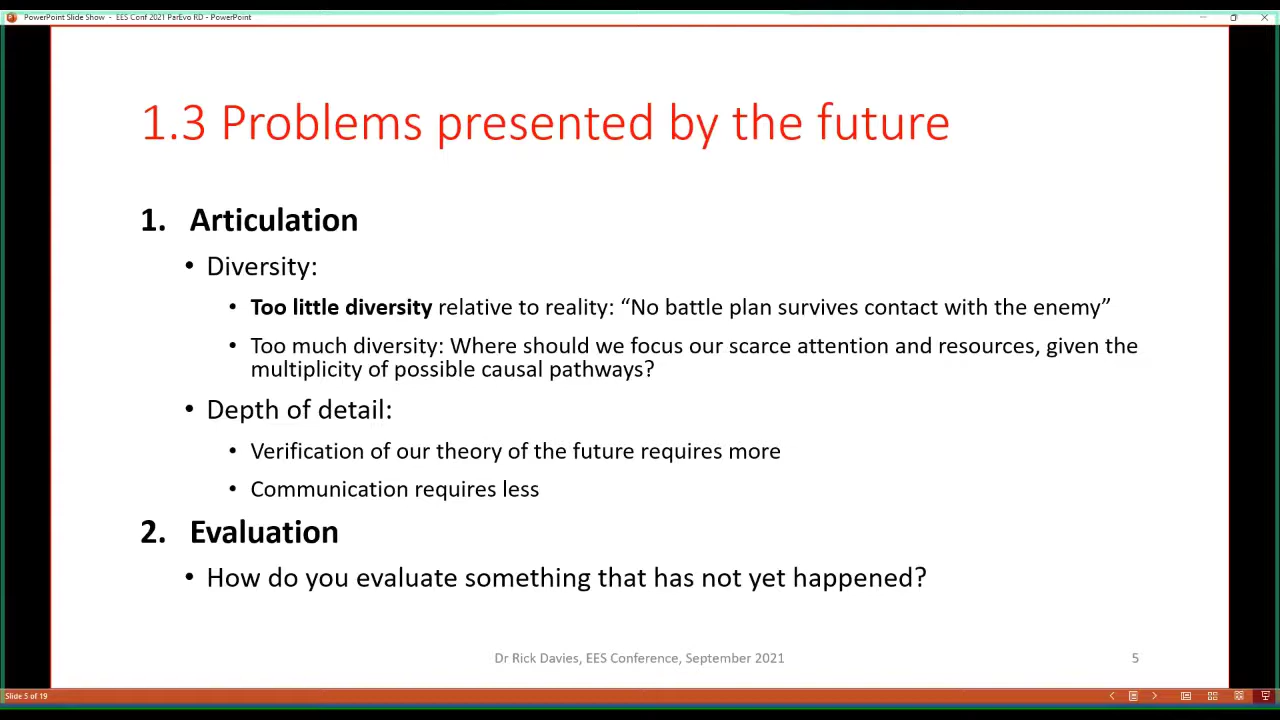 PowerPoint Slide Show - EES Conf 2021 ParEvo RD - PowerPoint
1.3 Problems presented by the future
1. Articulation
• Diversity:
• Too little diversity relative to reality: “No battle plan survives contact with the enemy”
• Too much diversity: Where should we focus our scarce attention and resources, given the
multiplicity of possible causal pathways?
• Depth of detail:
• Verification of our theory of the future requires more
• Communication requires less
2. Evaluation
• How do you evaluate something that has not yet happened?
Dr Rick Davies, EES Conference, September 2021
5
Slide 5 of 19